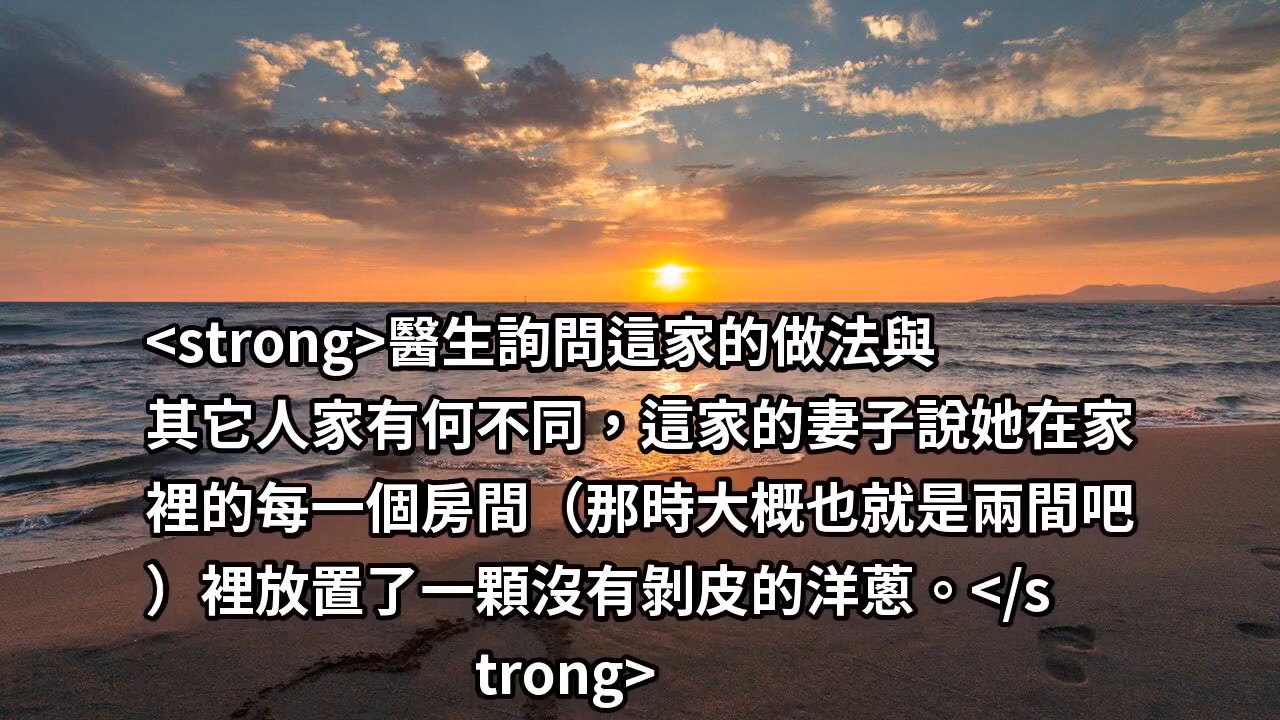 <strong>醫生詢問這家的做法與
其它人家有何不同，這家的妻子說她在家
裡的每一個房間（那時大概也就是兩間吧
）裡放置了一顆沒有剝皮的洋蔥。</s
trong>